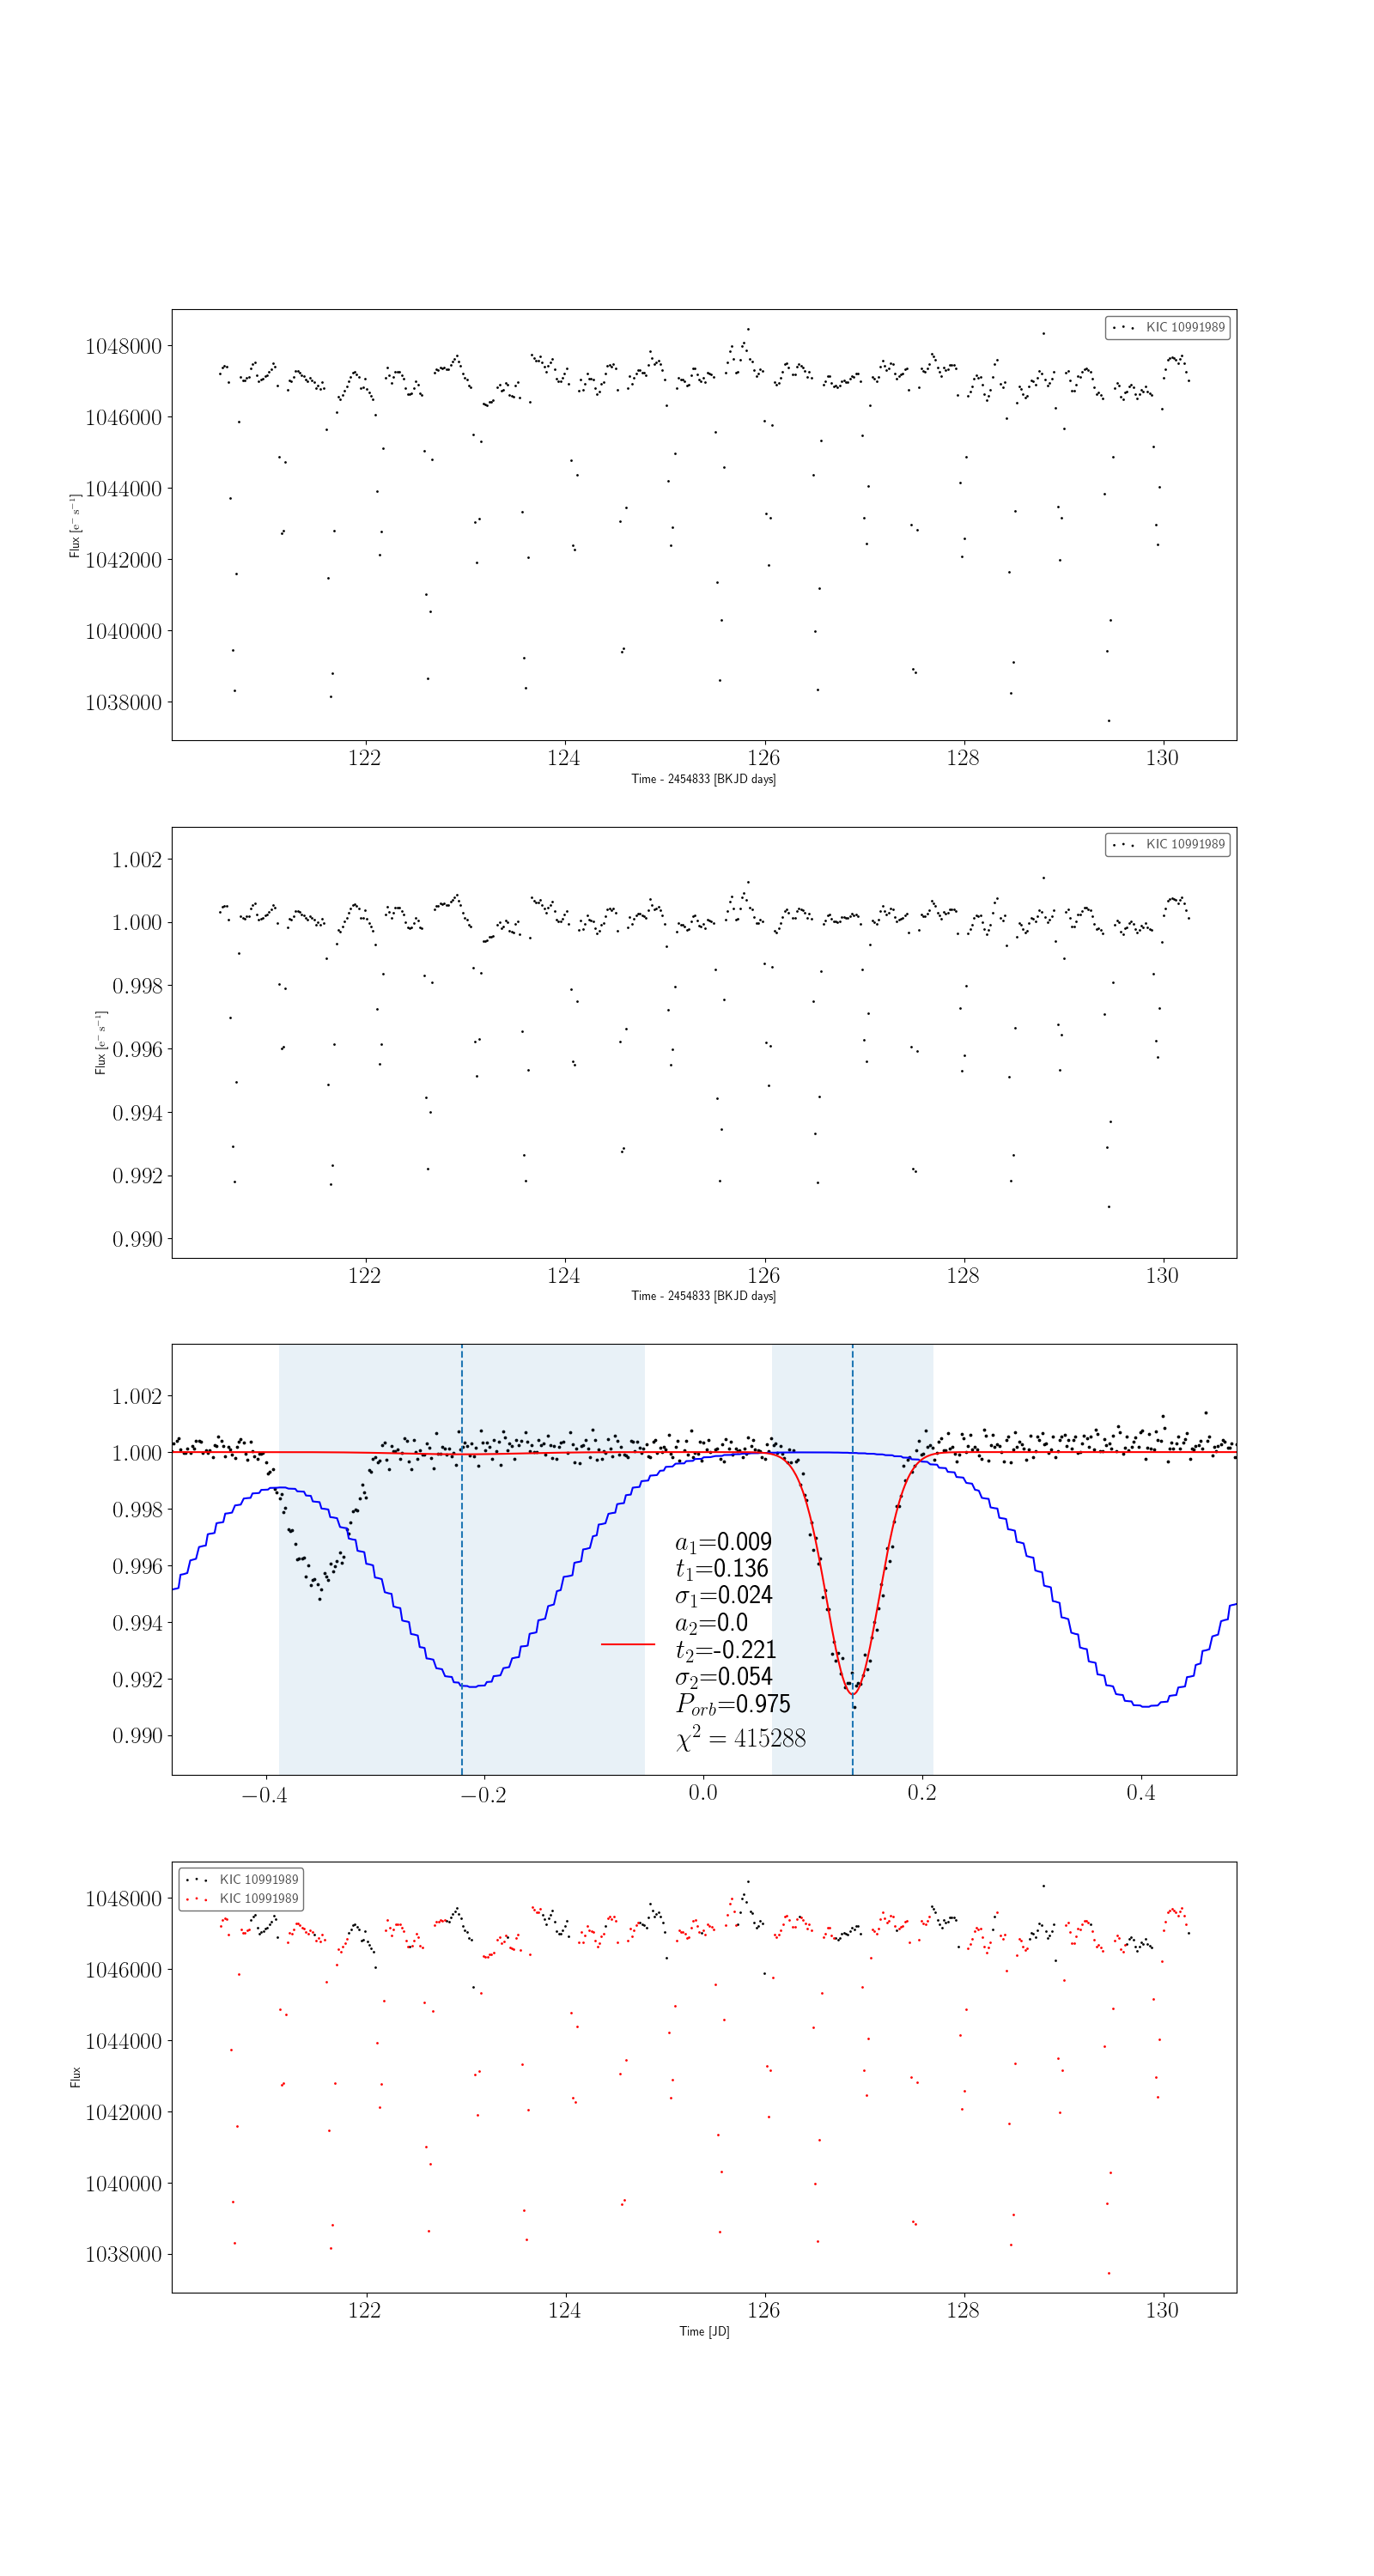 KIC 10991989
1048000
1046000
1044000
1042000
1040000
1038000
Flux [e⁻ s⁻¹]
122 124 126 128 130
Time - 2454833 [BKJD days]
KIC 10991989
1.002
1.000
0.998
0.996
0.994
0.992
0.990
Flux [e⁻ s⁻¹]
122 124 126 128 130
Time - 2454833 [BKJD days]
1.002
1.000
0.998
0.996
0.994
0.992
0.990
a₁=0.009
t₁=0.136
σ₁=0.024
a₂=0.0
t₂=-0.221
σ₂=0.054
P_orb=0.975
χ² = 415288
−0.4 −0.2 0.0 0.2 0.4
KIC 10991989
KIC 10991989
1048000
1046000
1044000
1042000
1040000
1038000
Flux
122 124 126 128 130
Time [JD]